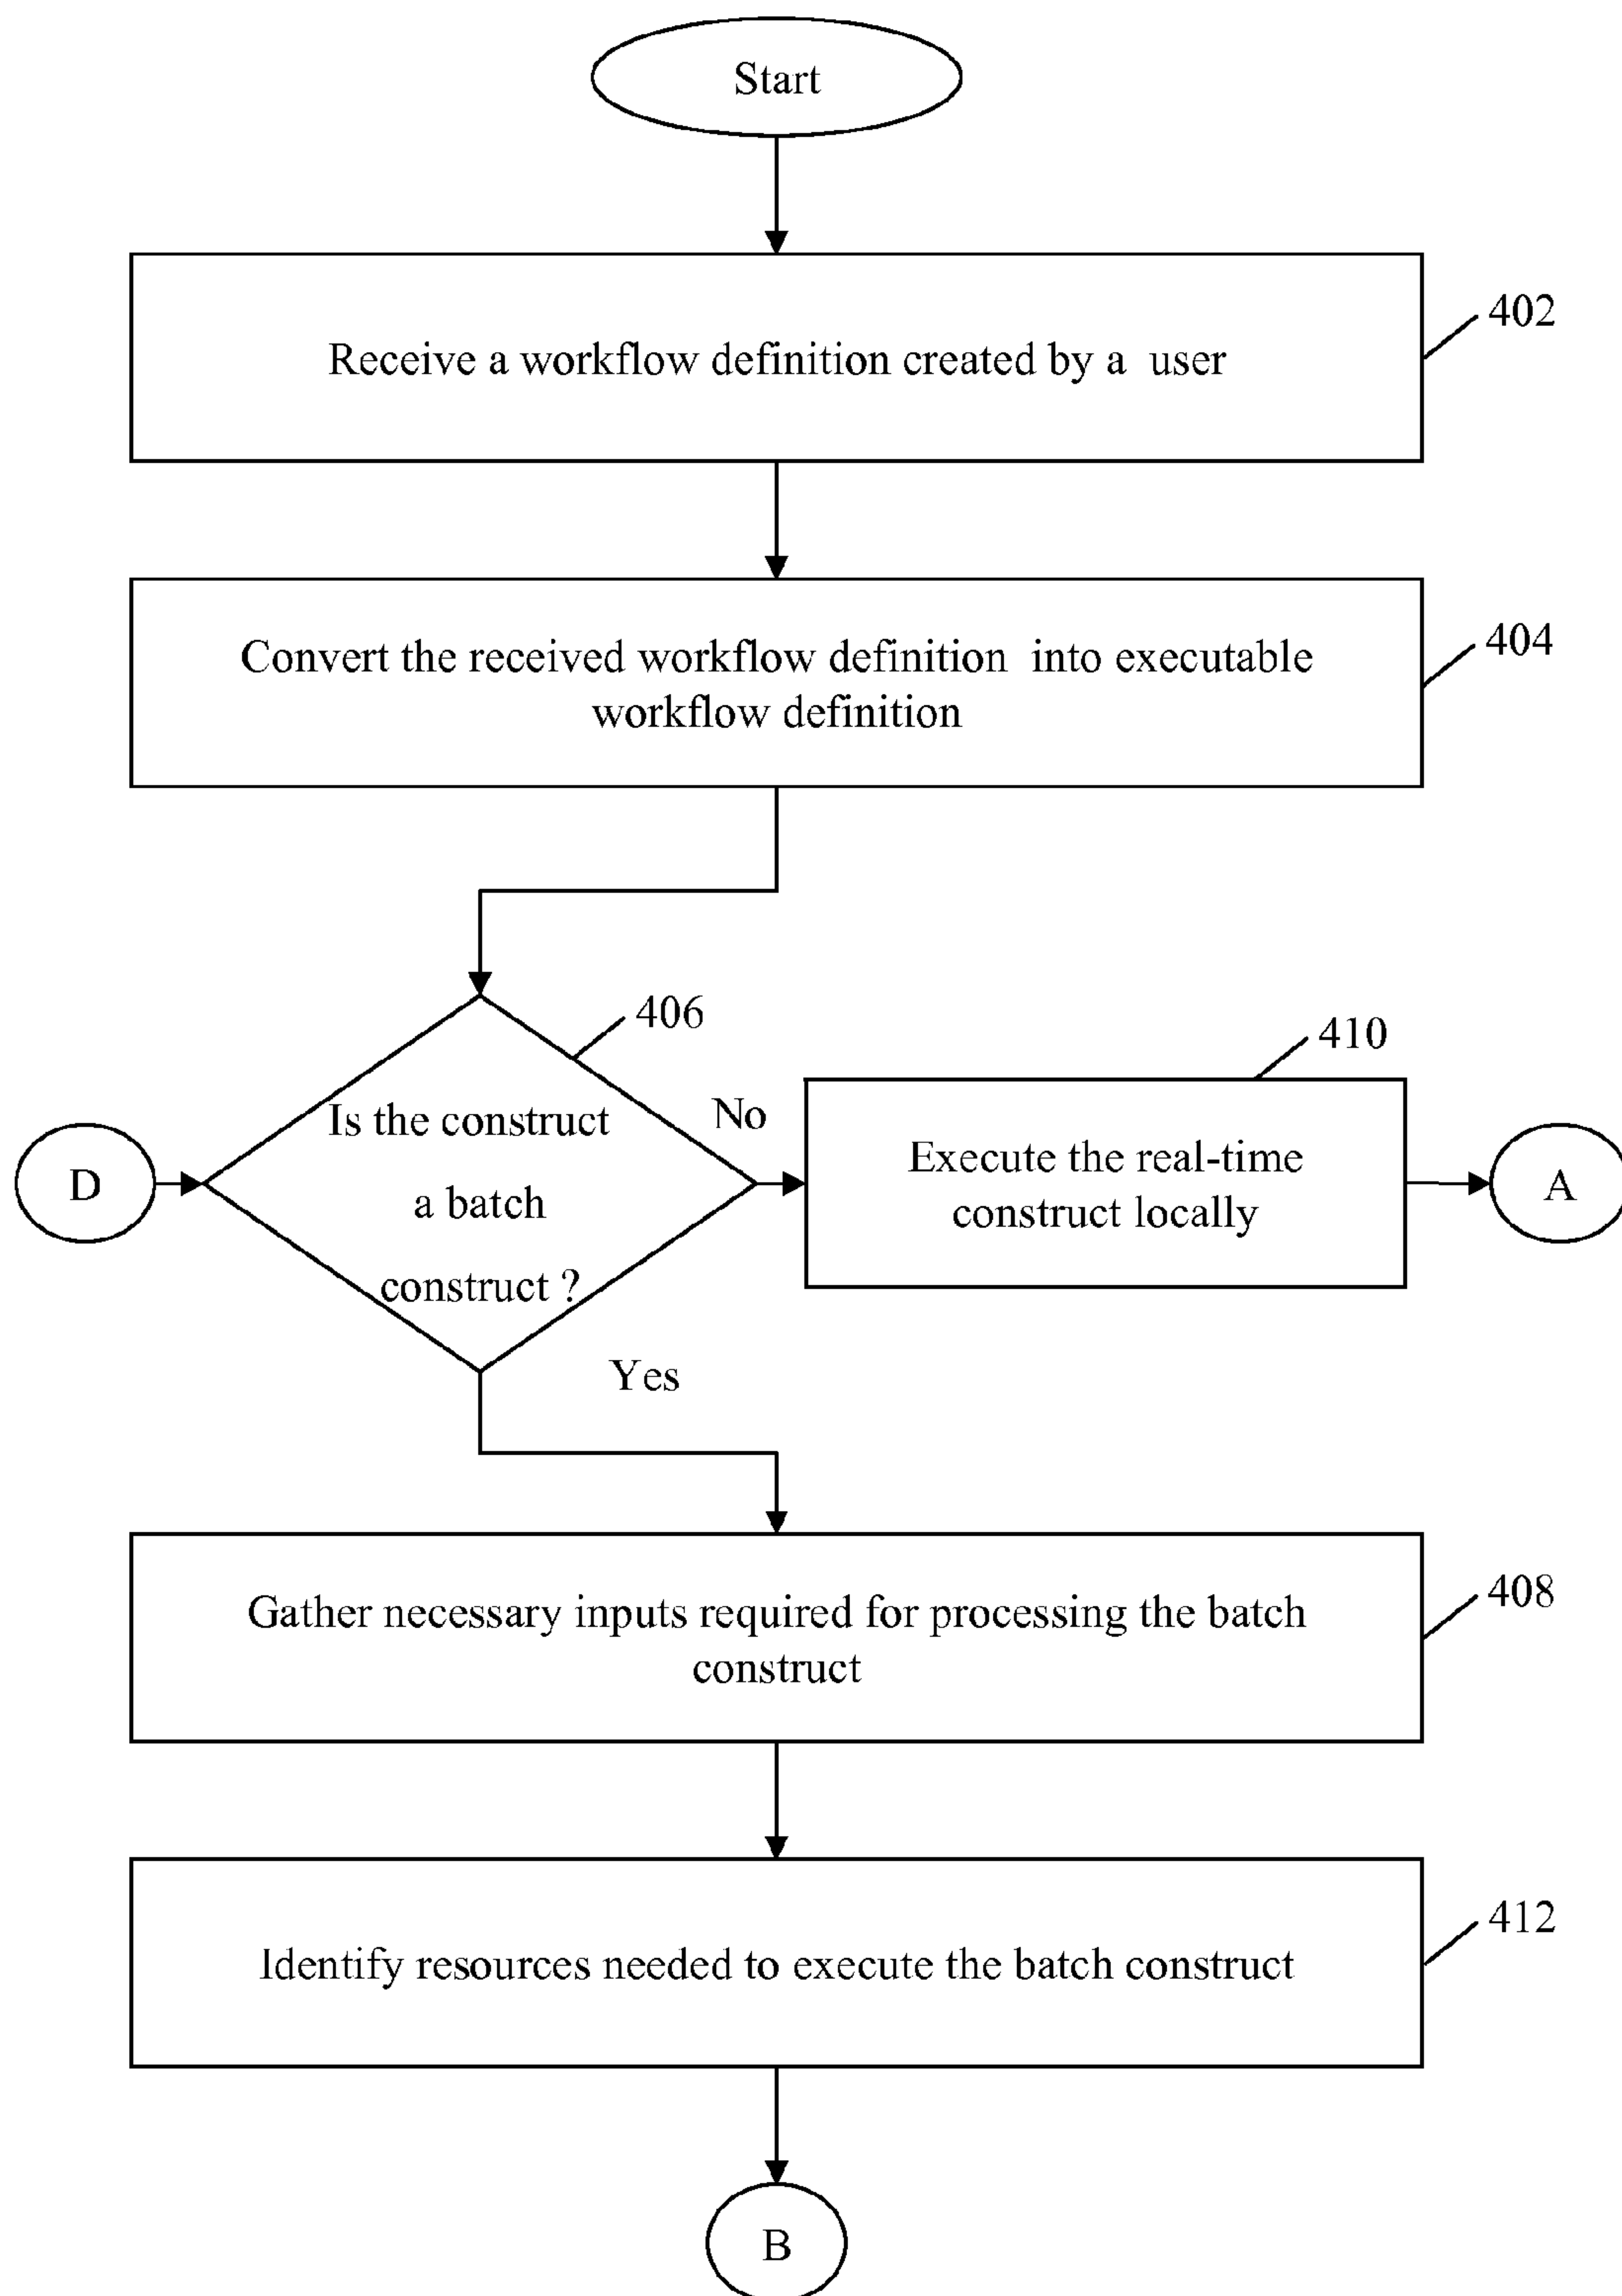 Start
Receive a workflow definition created by a user
402
Convert the received workflow definition into executable
workflow definition
404
406
410
Is the construct
a batch
construct ?
No
Execute the real-time
construct locally
D
A
Yes
Gather necessary inputs required for processing the batch
construct
408
Identify resources needed to execute the batch construct
412
B